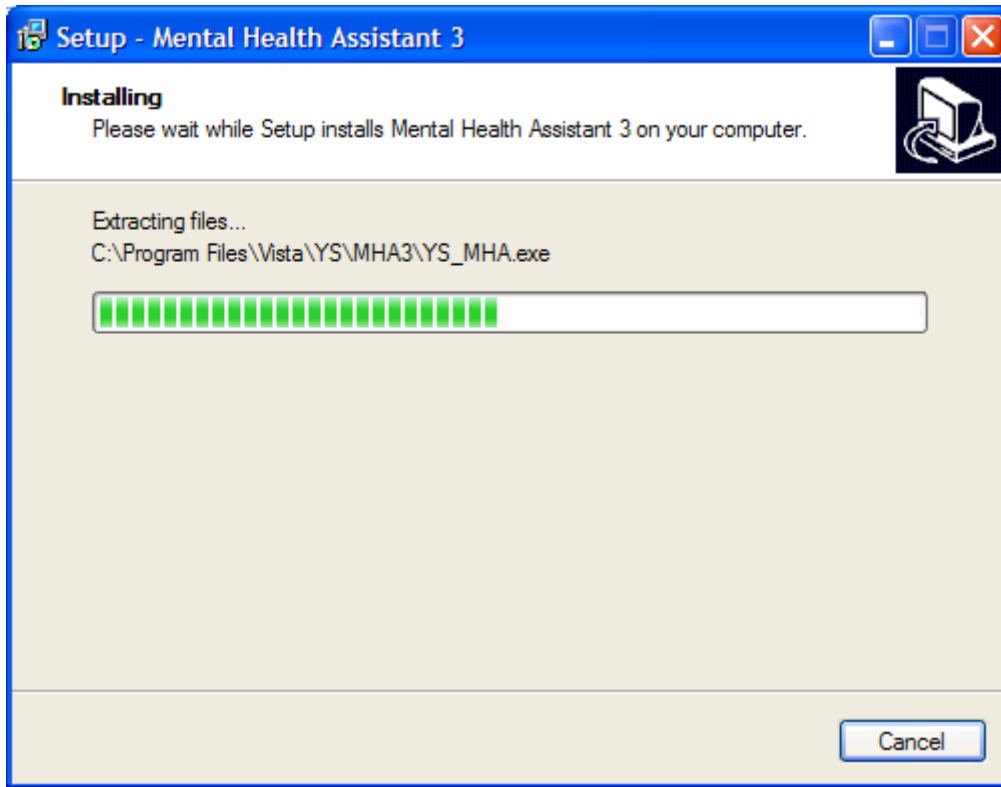 Setup - Mental Health Assistant 3
Installing
Please wait while Setup installs Mental Health Assistant 3 on your computer.
Extracting files...
C:\Program Files\Vista\YS\MHA3\YS_MHA.exe
Cancel